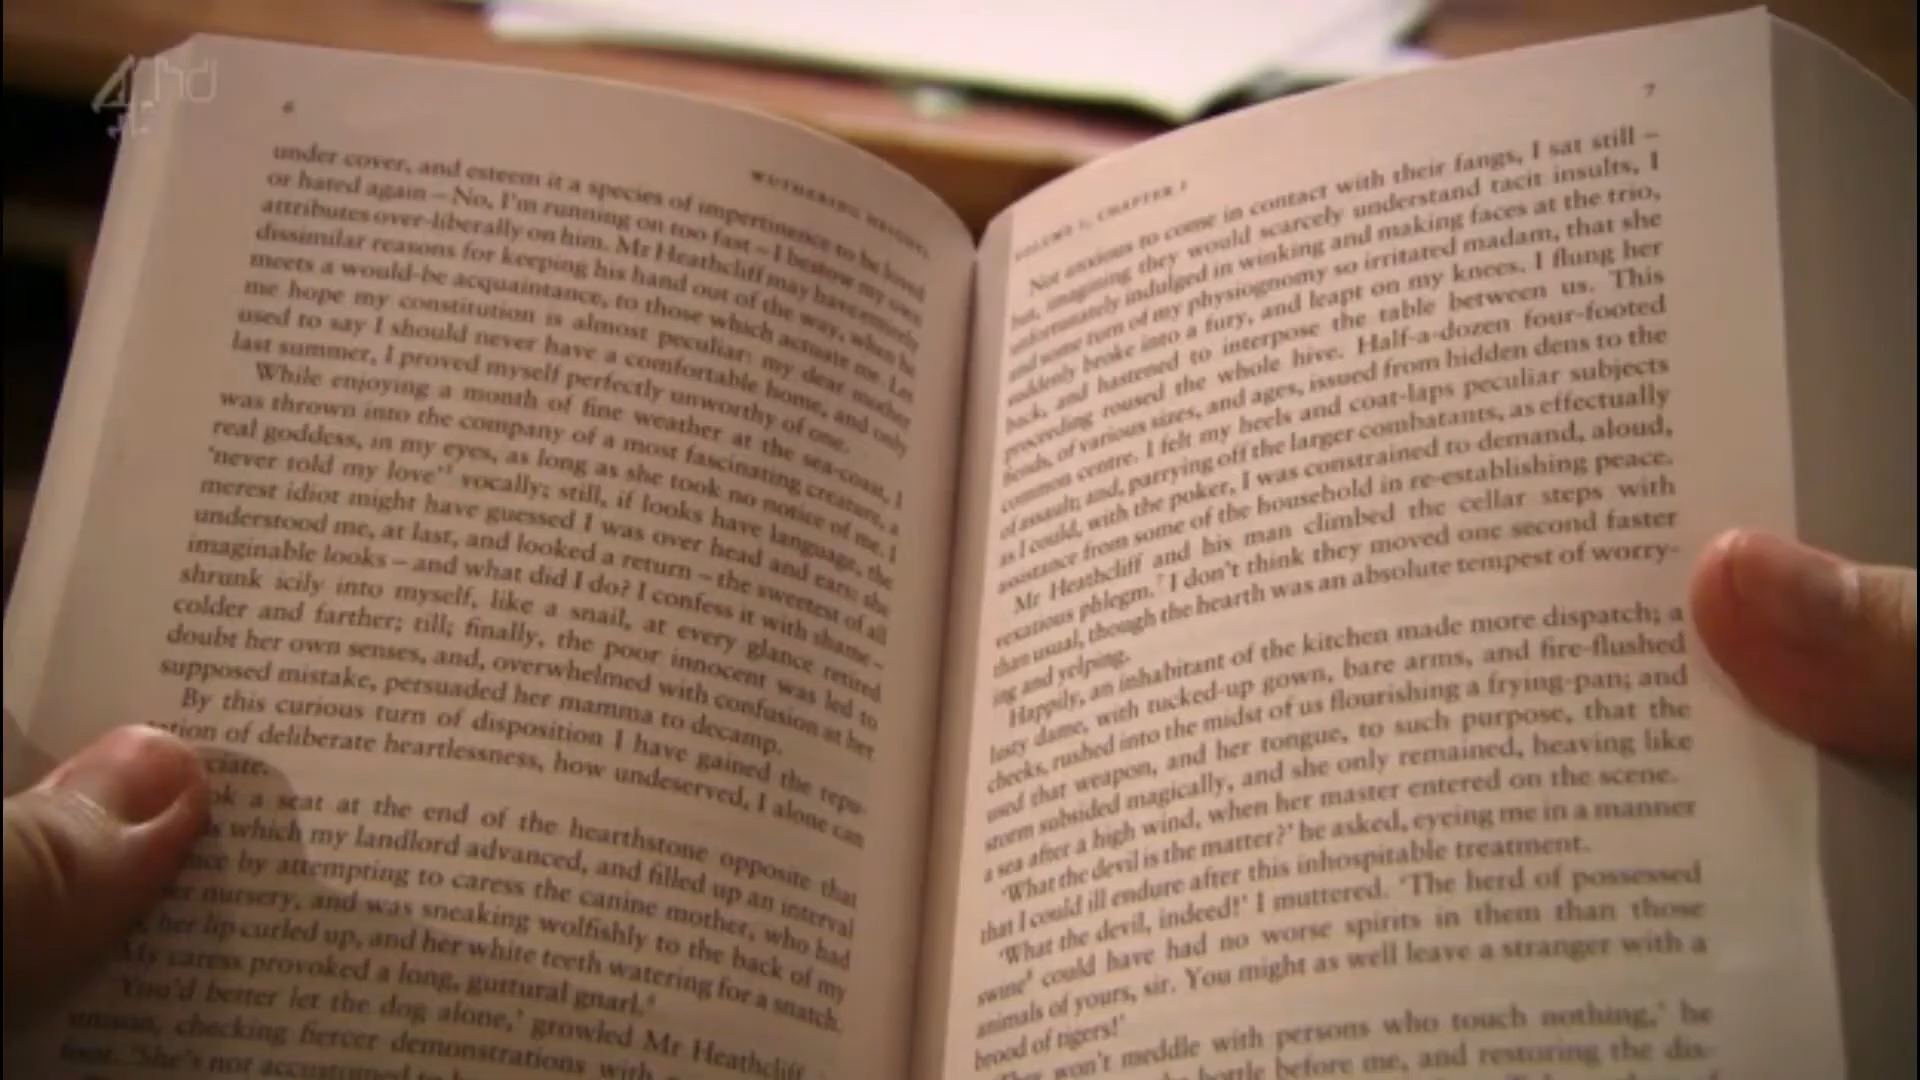 4hd
6
WUTHERING HEIGHTS
under cover, and esteem it a species of impertinence to be loved
or hated again – No, I'm running on too fast – I bestow my own
attributes over-liberally on him. Mr Heathcliff may have entirely
dissimilar reasons for keeping his hand out of the way, when he
meets a would-be acquaintance, to those which actuate me. Let
me hope my constitution is almost peculiar: my dear mother
used to say I should never have a comfortable home, and only
last summer, I proved myself perfectly unworthy of one.
While enjoying a month of fine weather at the sea-coast, I
was thrown into the company of a most fascinating creature, a
real goddess, in my eyes, as long as she took no notice of me. I
'never told my love' vocally; still, if looks have language, the
merest idiot might have guessed I was over head and ears: she
understood me, at last, and looked a return – the sweetest of all
imaginable looks – and what did I do? I confess it with shame –
shrunk icily into myself, like a snail, at every glance retired
colder and farther; till; finally, the poor innocent was led to
doubt her own senses, and, overwhelmed with confusion at her
supposed mistake, persuaded her mamma to decamp.
By this curious turn of disposition I have gained the repu-
tation of deliberate heartlessness, how undeserved, I alone can
ciate.
ok a seat at the end of the hearthstone opposite that
s which my landlord advanced, and filled up an interval
nce by attempting to caress the canine mother, who had
er nursery, and was sneaking wolfishly to the back of my
her lip curled up, and her white teeth watering for a snatch.
My caress provoked a long, guttural gnarl.6
'You'd better let the dog alone,' growled Mr Heathcliff
unison, checking fiercer demonstrations with
foot. 'She's not accustomed to
7
VOLUME I, CHAPTER I
Not anxious to come in contact with their fangs, I sat still –
but, imagining they would scarcely understand tacit insults, I
unfortunately indulged in winking and making faces at the trio,
and some turn of my physiognomy so irritated madam, that she
suddenly broke into a fury, and leapt on my knees. I flung her
back, and hastened to interpose the table between us. This
proceeding roused the whole hive. Half-a-dozen four-footed
fiends, of various sizes, and ages, issued from hidden dens to the
common centre. I felt my heels and coat-laps peculiar subjects
of assault; and, parrying off the larger combatants, as effectually
as I could, with the poker, I was constrained to demand, aloud,
assistance from some of the household in re-establishing peace.
Mr Heathcliff and his man climbed the cellar steps with
vexatious phlegm.7 I don't think they moved one second faster
than usual, though the hearth was an absolute tempest of worry-
ing and yelping.
Happily, an inhabitant of the kitchen made more dispatch; a
lusty dame, with tucked-up gown, bare arms, and fire-flushed
cheeks, rushed into the midst of us flourishing a frying-pan; and
used that weapon, and her tongue, to such purpose, that the
storm subsided magically, and she only remained, heaving like
a sea after a high wind, when her master entered on the scene.
'What the devil is the matter?' he asked, eyeing me in a manner
that I could ill endure after this inhospitable treatment.
'What the devil, indeed!' I muttered. 'The herd of possessed
swine8 could have had no worse spirits in them than those
animals of yours, sir. You might as well leave a stranger with a
brood of tigers!'
'They won't meddle with persons who touch nothing,' he
the bottle before me, and restoring the dis-